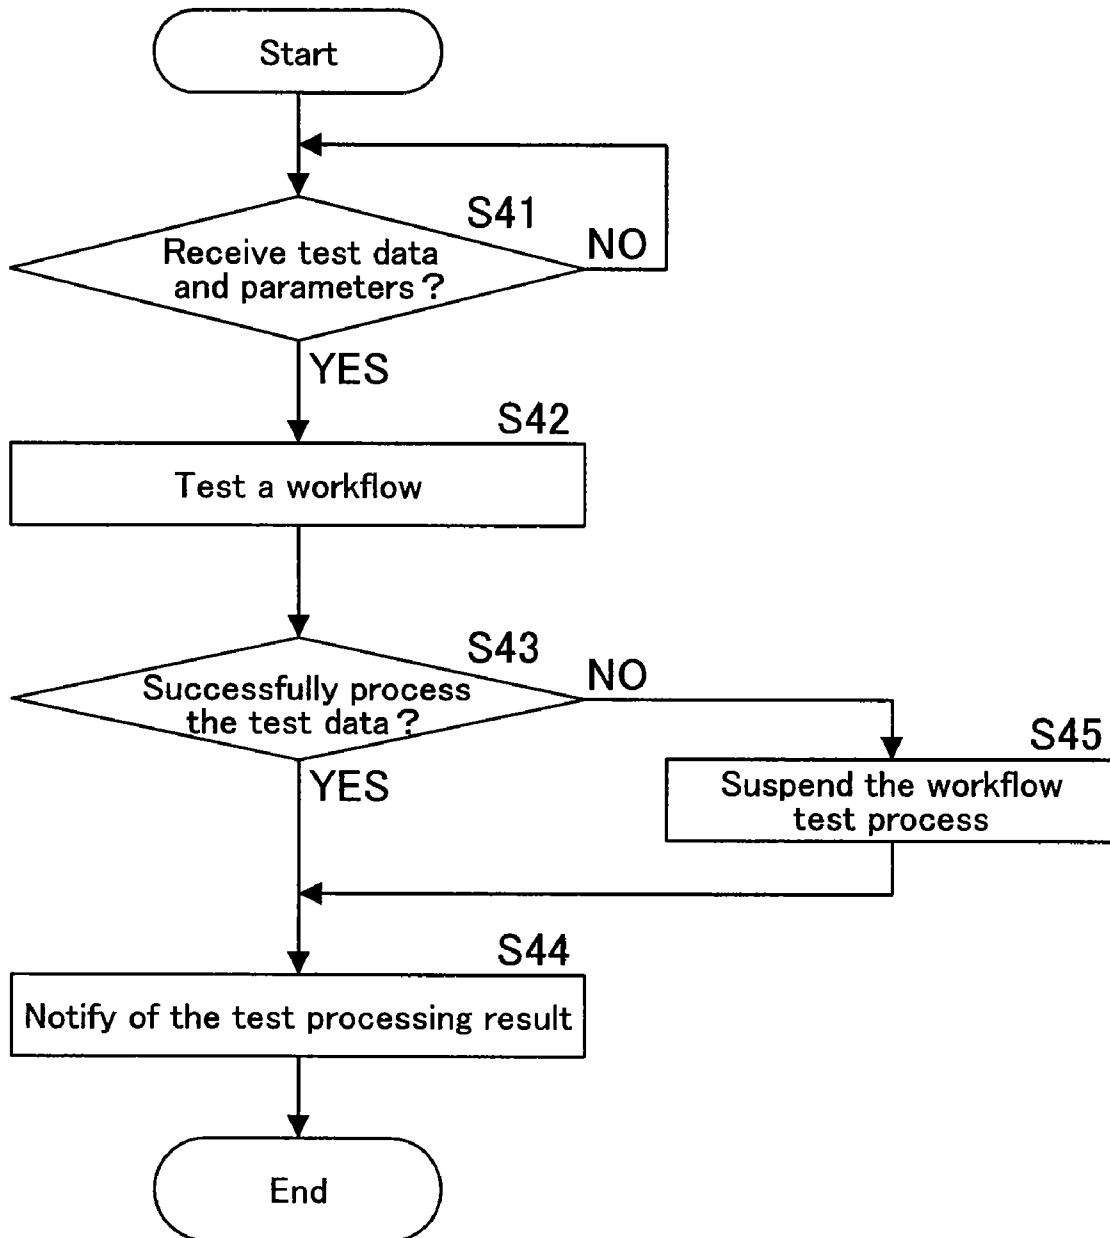 Start
S41
Receive test data
and parameters?
NO
YES
S42
Test a workflow
S43
Successfully process
the test data?
NO
YES
S45
Suspend the workflow
test process
S44
Notify of the test processing result
End